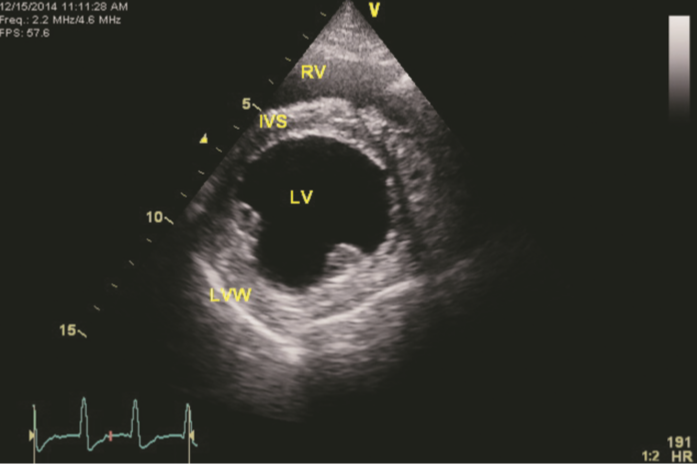 12/15/2014 11:11:28 AM
Freq.: 2.2 MHz/4.6 MHz
FPS: 57.6
V
RV
5
IVS
LV
10
LVW
15
191
1:2 HR